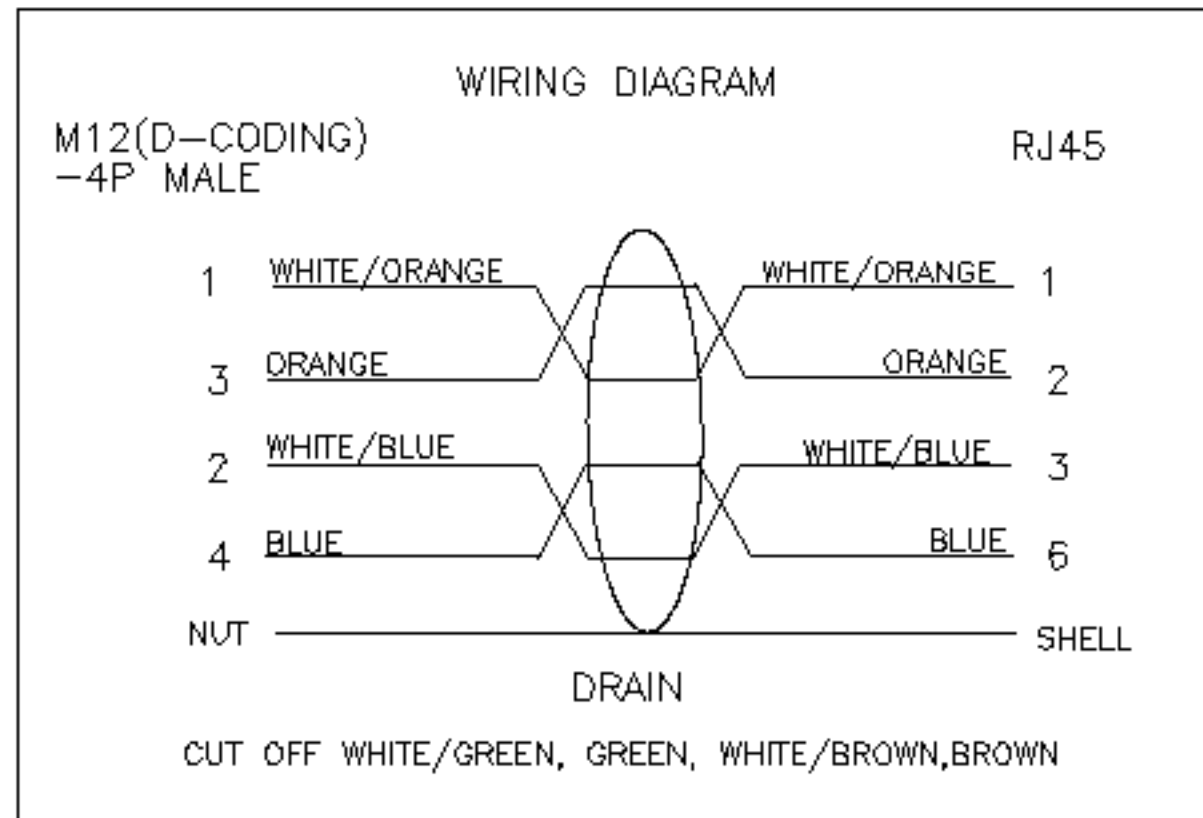 WIRING DIAGRAM
M12(D-CODING)
-4P MALE
RJ45
1 WHITE/ORANGE WHITE/ORANGE 1
3 ORANGE ORANGE 2
2 WHITE/BLUE WHITE/BLUE 3
4 BLUE BLUE 6
NUT SHELL
DRAIN
CUT OFF WHITE/GREEN, GREEN, WHITE/BROWN,BROWN